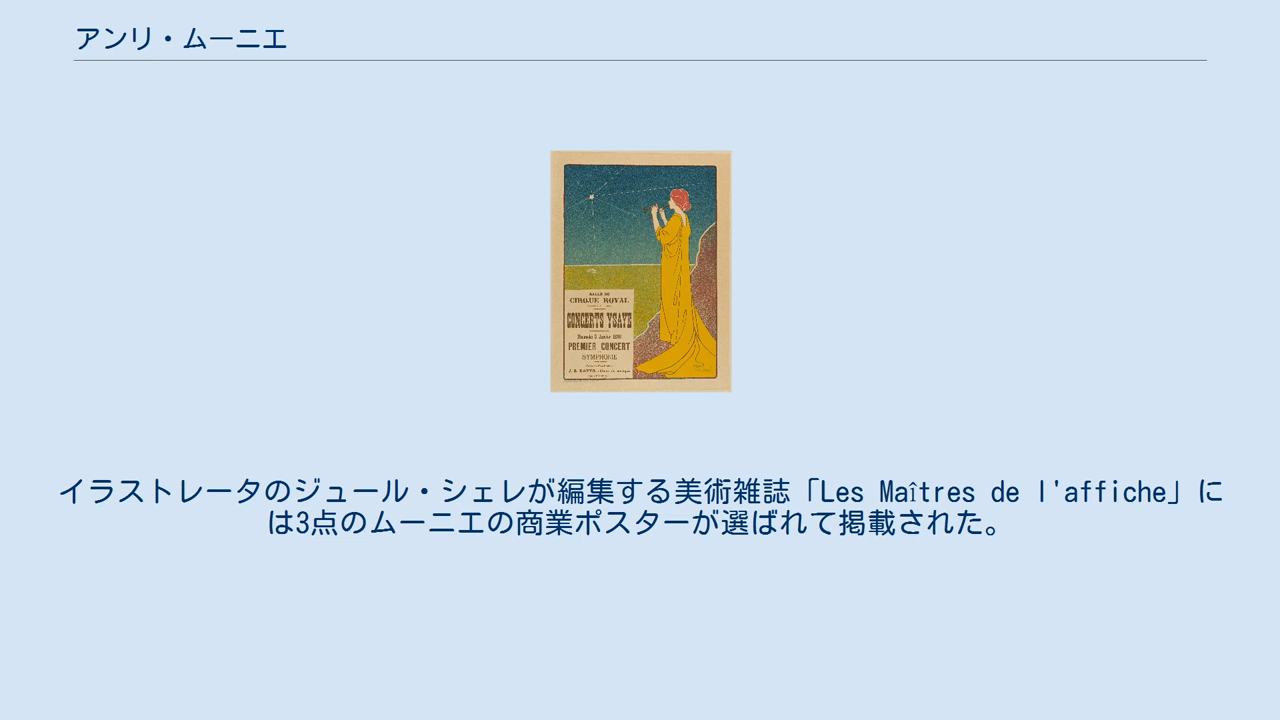 アンリ・ムーニエ
SALLE DU
CIRQUE ROYAL
CONCERTS YSAYE
PREMIER CONCERT
SYMPHONIE
イラストレータのジュール・シェレが編集する美術雑誌「Les Maîtres de l'affiche」に
は3点のムーニエの商業ポスターが選ばれて掲載された。